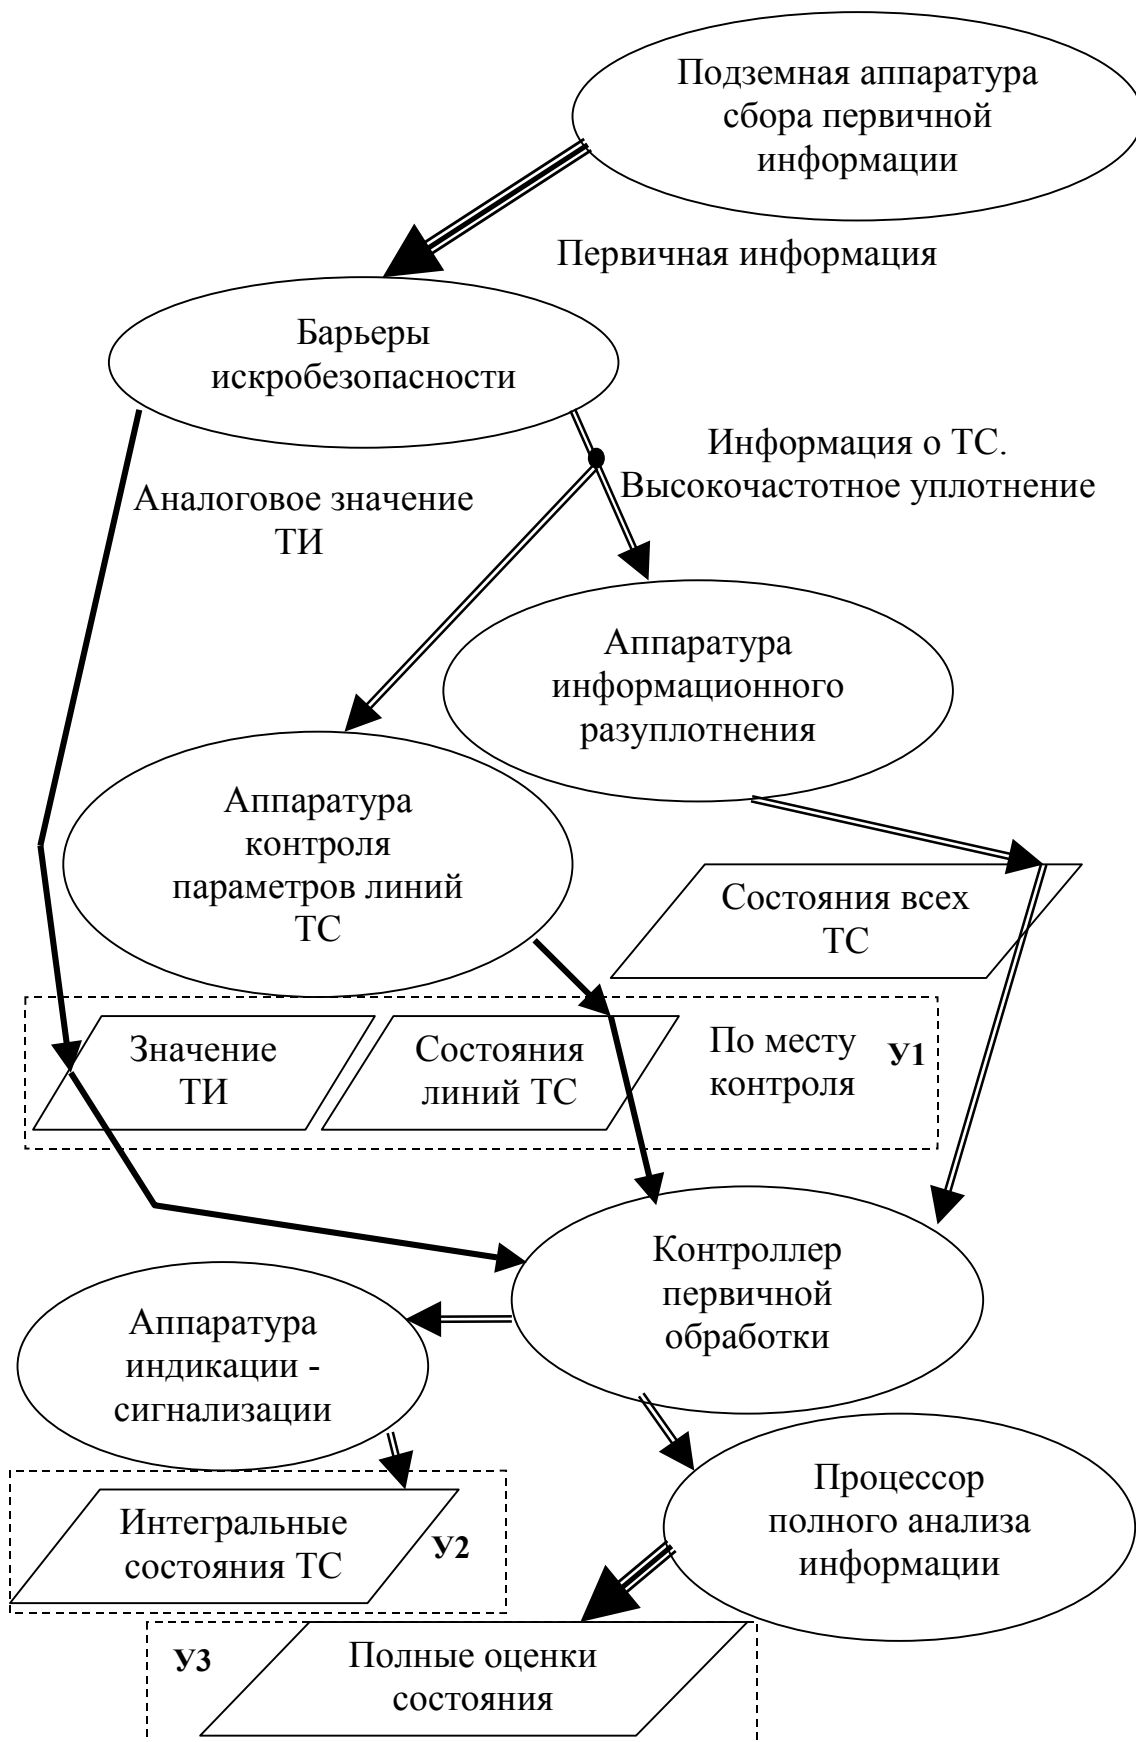 Подземная аппаратура
сбора первичной
информации
Первичная информация
Барьеры
искробезопасности
Информация о ТС.
Высокочастотное уплотнение
Аналоговое значение
ТИ
Аппаратура
информационного
разуплотнения
Аппаратура
контроля
параметров линий
ТС
Состояния всех
ТС
Значение
ТИ
Состояния
линий ТС
По месту
контроля
У1
Контроллер
первичной
обработки
Аппаратура
индикации -
сигнализации
Процессор
полного анализа
информации
Интегральные
состояния ТС
У2
У3
Полные оценки
состояния